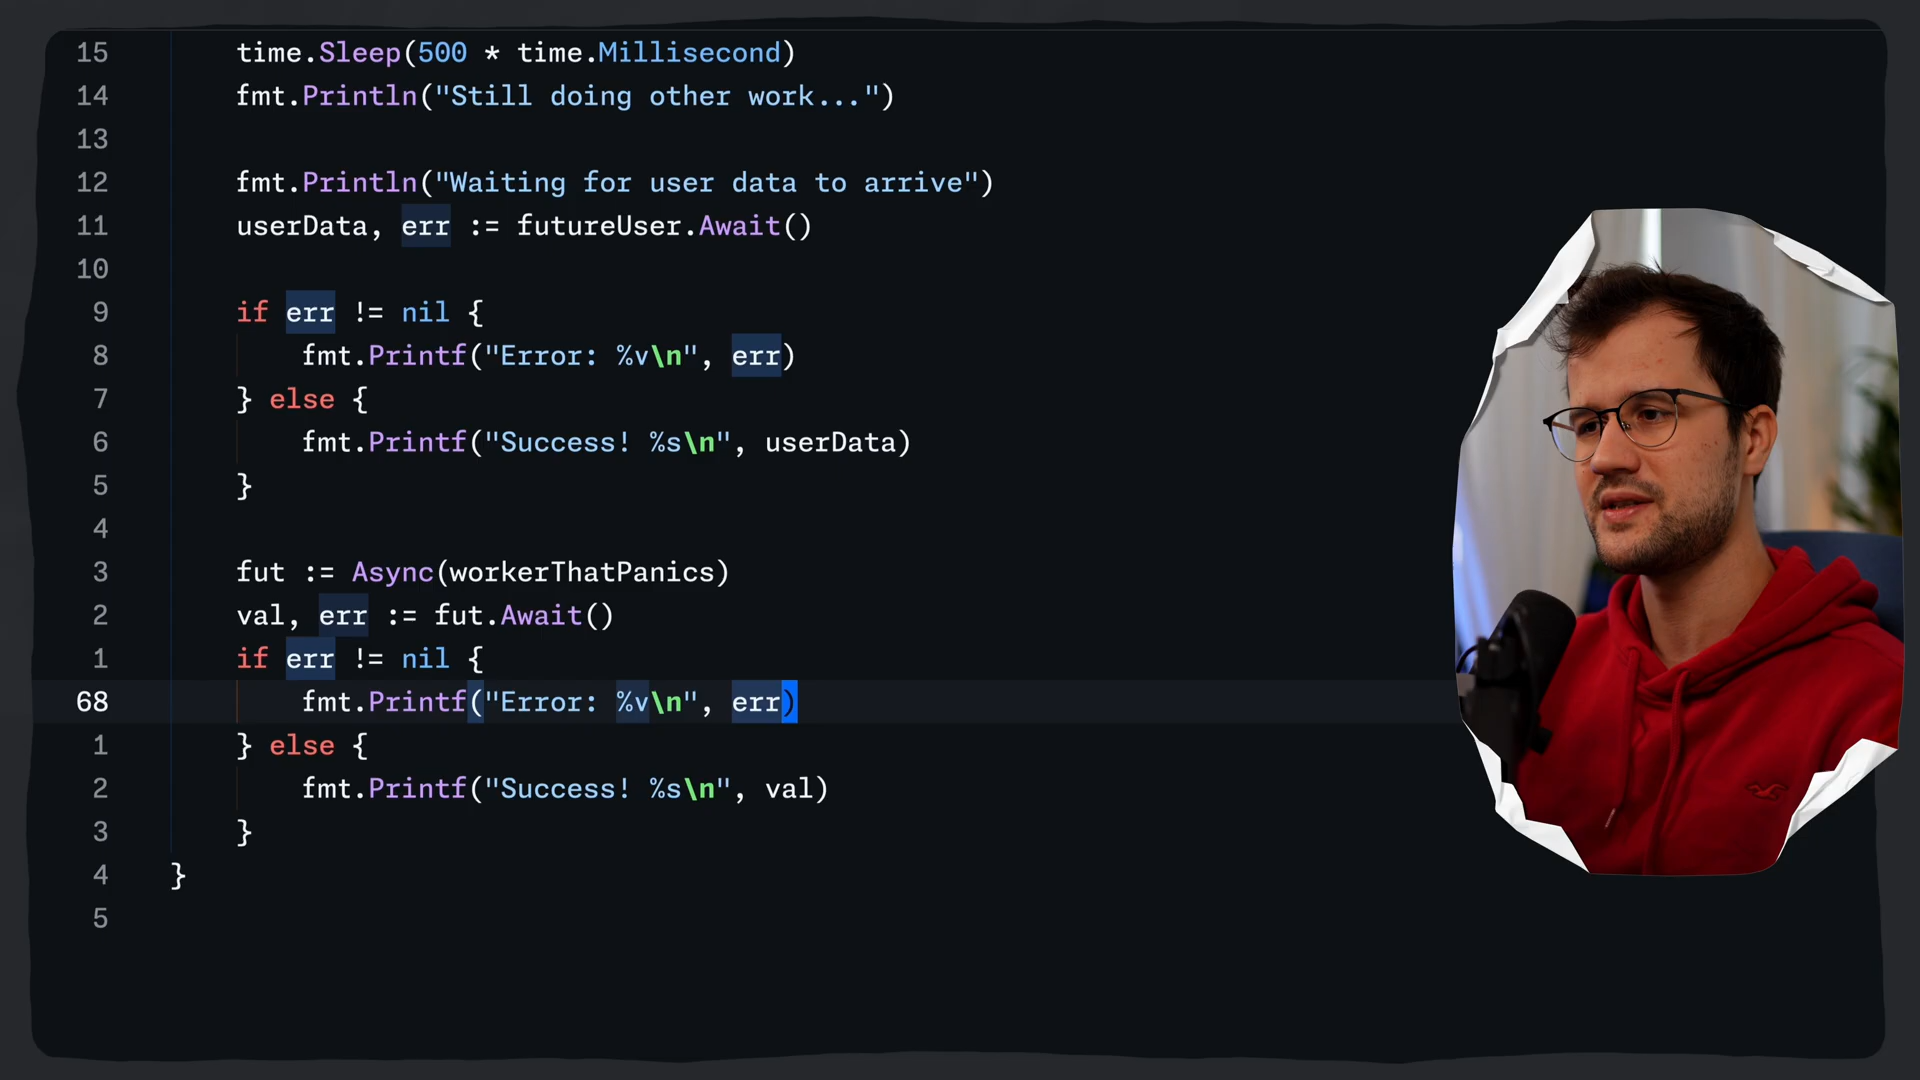 15 time.Sleep(500 * time.Millisecond)
14 fmt.Println("Still doing other work...")
13
12 fmt.Println("Waiting for user data to arrive")
11 userData, err := futureUser.Await()
10
9 if err != nil {
8 fmt.Printf("Error: %v\n", err)
7 } else {
6 fmt.Printf("Success! %s\n", userData)
5 }
4
3 fut := Async(workerThatPanics)
2 val, err := fut.Await()
1 if err != nil {
68 fmt.Printf("Error: %v\n", err)
1 } else {
2 fmt.Printf("Success! %s\n", val)
3 }
4 }
5